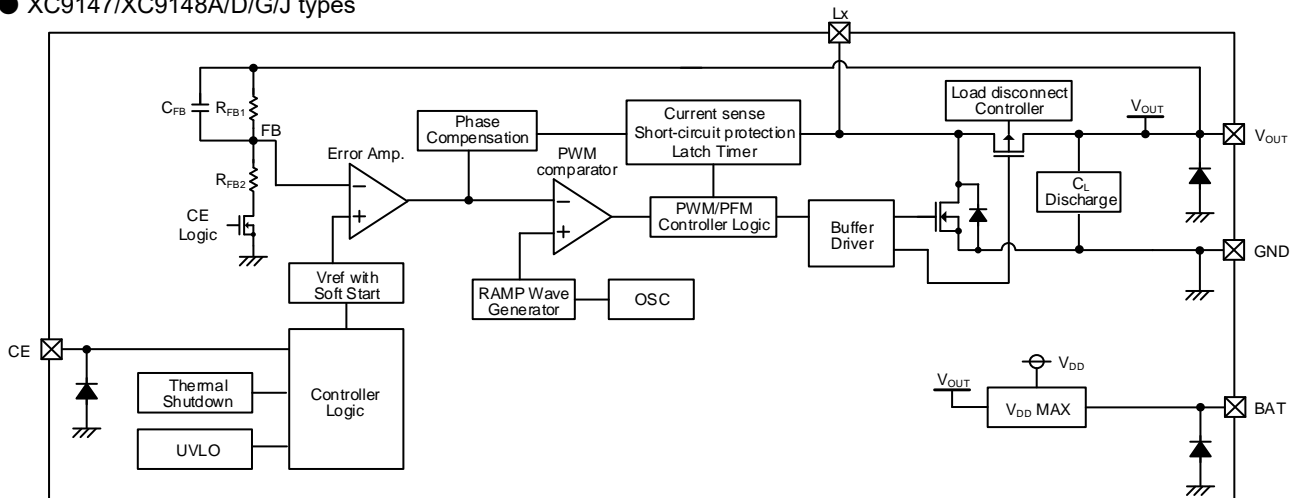 ● XC9147/XC9148A/D/G/J types
Lx
CFB
RFB1
FB
RFB2
CE
Logic
Error Amp.
Phase
Compensation
PWM
comparator
Current sense
Short-circuit protection
Latch Timer
Load disconnect
Controller
VOUT
VOUT
CL
Discharge
PWM/PFM
Controller Logic
Buffer
Driver
GND
Vref with
Soft Start
RAMP Wave
Generator
OSC
CE
Thermal
Shutdown
UVLO
Controller
Logic
VOUT
VDD
VDD MAX
BAT